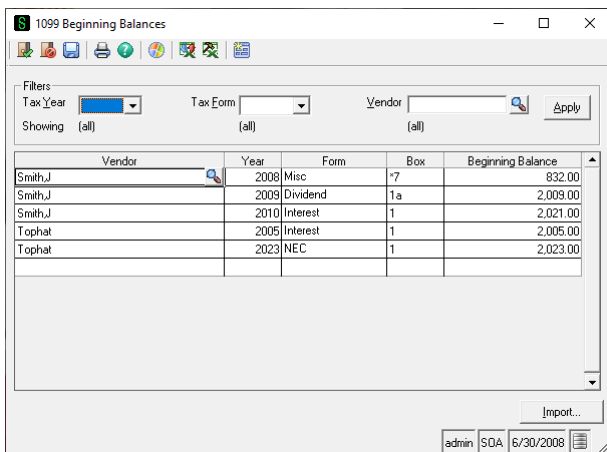 S 1099 Beginning Balances
Filters
Tax Year Tax Form Vendor Apply
Showing (all) (all) (all)
Vendor Year Form Box Beginning Balance
Smith,J 2008 Misc *7 832.00
Smith,J 2009 Dividend 1a 2,009.00
Smith,J 2010 Interest 1 2,021.00
Tophat 2005 Interest 1 2,005.00
Tophat 2023 NEC 1 2,023.00
Import...
admin SOA 6/30/2008